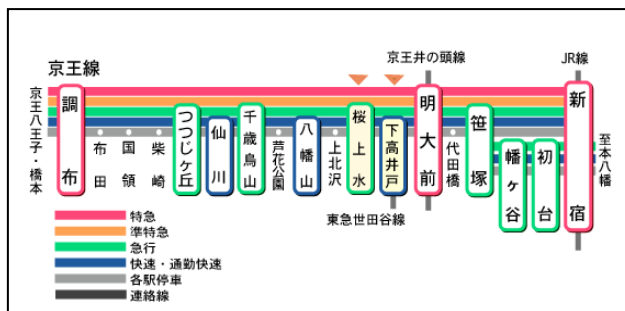 京王井の頭線
JR線
京王線
京王八王子・橋本
調布
布田
国領
柴崎
つつじヶ丘
仙川
千歳烏山
芦花公園
八幡山
上北沢
桜上水
下高井戸
明大前
代田橋
笹塚
幡ヶ谷
初台
新宿
至本八幡
東急世田谷線
特急
準特急
急行
快速・通勤快速
各駅停車
連絡線